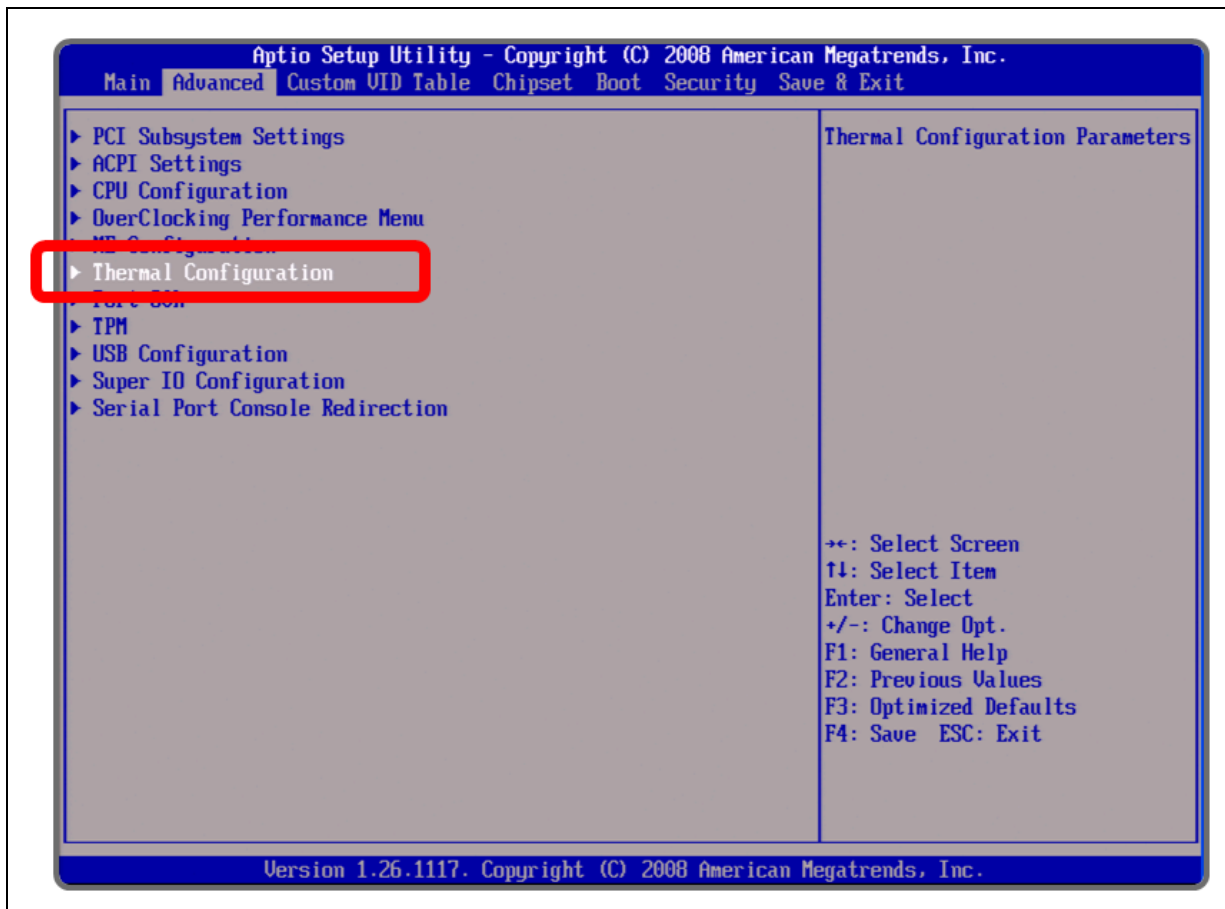 Aptio Setup Utility - Copyright (C) 2008 American Megatrends, Inc.
Main Advanced Custom VID Table Chipset Boot Security Save & Exit
▶ PCI Subsystem Settings
▶ ACPI Settings
▶ CPU Configuration
▶ OverClocking Performance Menu
▶ Thermal Configuration
▶ TPM
▶ USB Configuration
▶ Super IO Configuration
▶ Serial Port Console Redirection
Thermal Configuration Parameters
→←: Select Screen
↑↓: Select Item
Enter: Select
+/-: Change Opt.
F1: General Help
F2: Previous Values
F3: Optimized Defaults
F4: Save ESC: Exit
Version 1.26.1117. Copyright (C) 2008 American Megatrends, Inc.